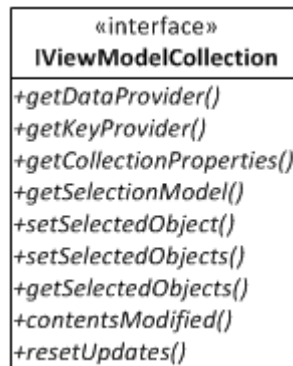 «interface»
IViewModelCollection
+getDataProvider()
+getKeyProvider()
+getCollectionProperties()
+getSelectionModel()
+setSelectedObject()
+setSelectedObjects()
+getSelectedObjects()
+contentsModified()
+resetUpdates()